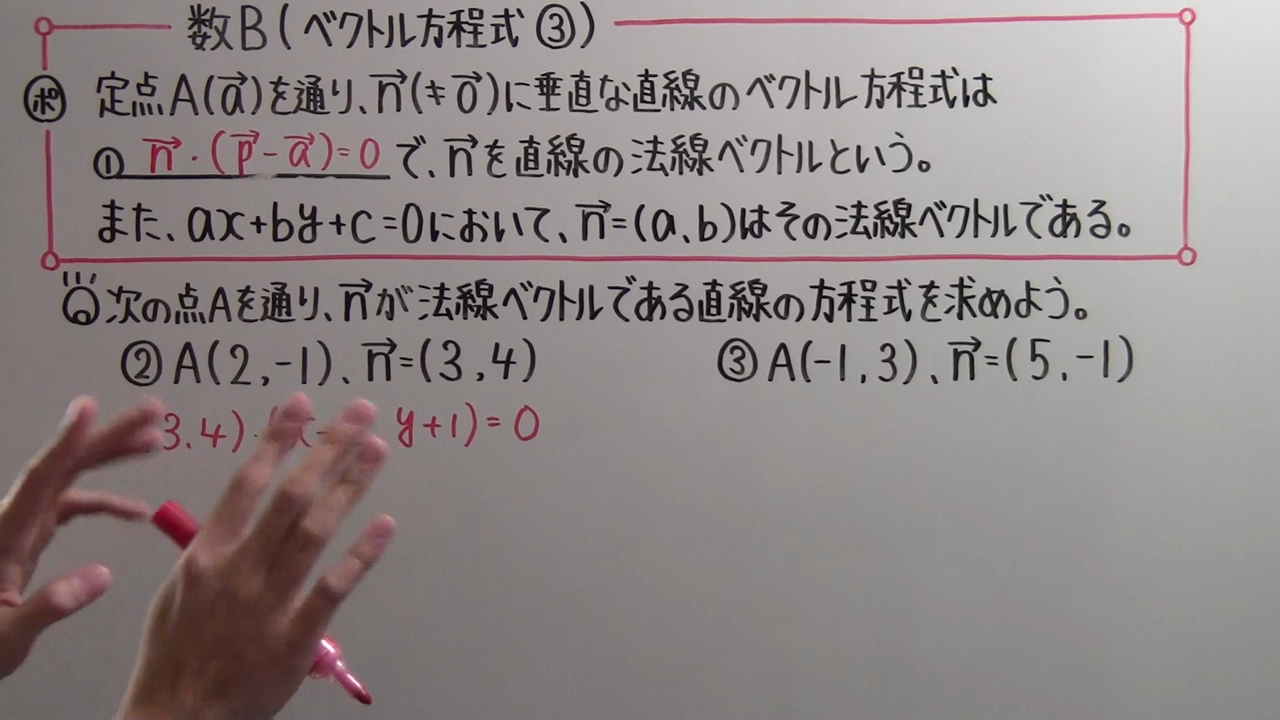 数B(ベクトル方程式③)
ポ 定点A(a⃗)を通り、n⃗(≠0⃗)に垂直な直線のベクトル方程式は
① n⃗・(p⃗-a⃗)=0 で、n⃗を直線の法線ベクトルという。
また、ax+by+c=0において、n⃗=(a、b)はその法線ベクトルである。
Q 次の点Aを通り、n⃗が法線ベクトルである直線の方程式を求めよう。
② A(2,-1)、n⃗=(3,4)
③ A(-1,3)、n⃗=(5,-1)
3,4)・(x- y+1)=0